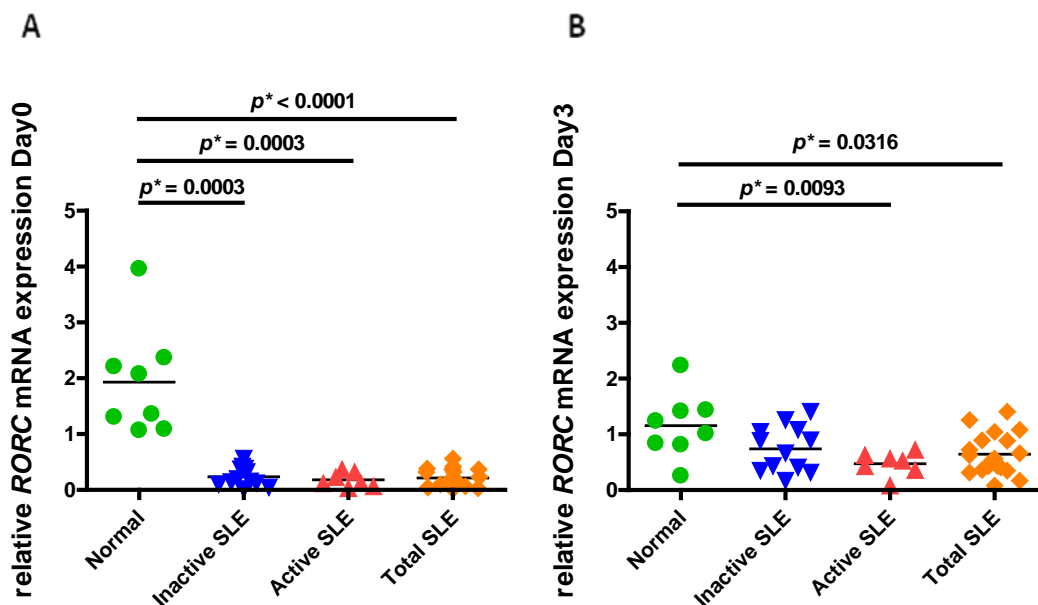 A
relative RORC mRNA expression Day0
p* < 0.0001
p* = 0.0003
p* = 0.0003
5
4
3
2
1
0
Normal
Inactive SLE
Active SLE
Total SLE
B
relative RORC mRNA expression Day3
p* = 0.0316
p* = 0.0093
5
4
3
2
1
0
Normal
Inactive SLE
Active SLE
Total SLE